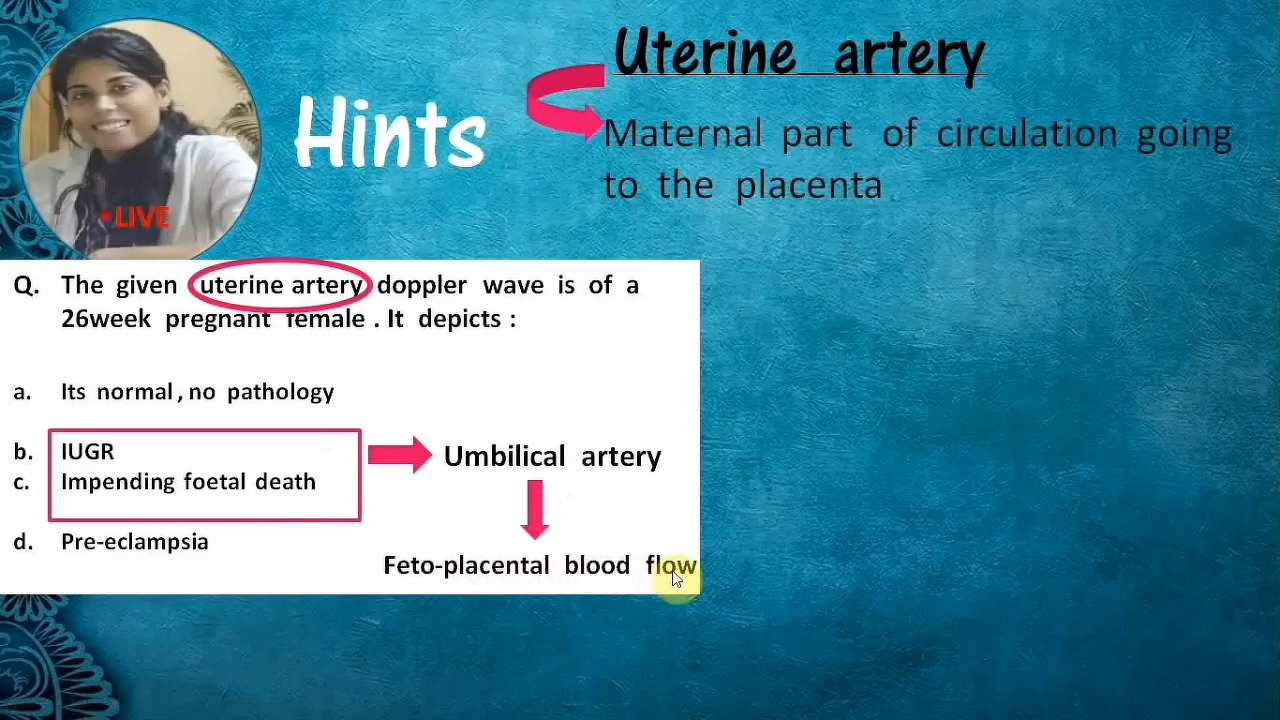 Uterine artery
Hints
Maternal part of circulation going
to the placenta
• LIVE
Q. The given uterine artery doppler wave is of a
26week pregnant female . It depicts :
a. Its normal , no pathology
b. IUGR
c. Impending foetal death
Umbilical artery
d. Pre-eclampsia
Feto-placental blood flow